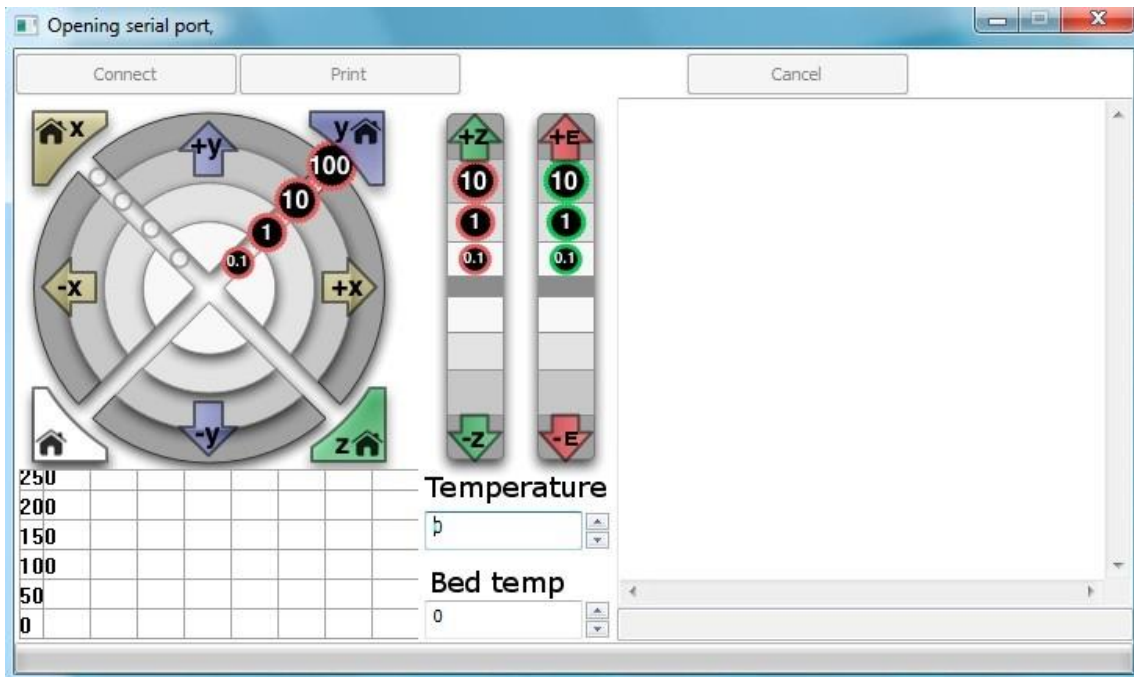 Opening serial port,
Connect Print Cancel
x +y y +Z +E
100
10 10 10
1 1 1
0.1 0.1 0.1
-x +x
-y z -Z -E
250
200
150
100
50
0
Temperature
0
Bed temp
0